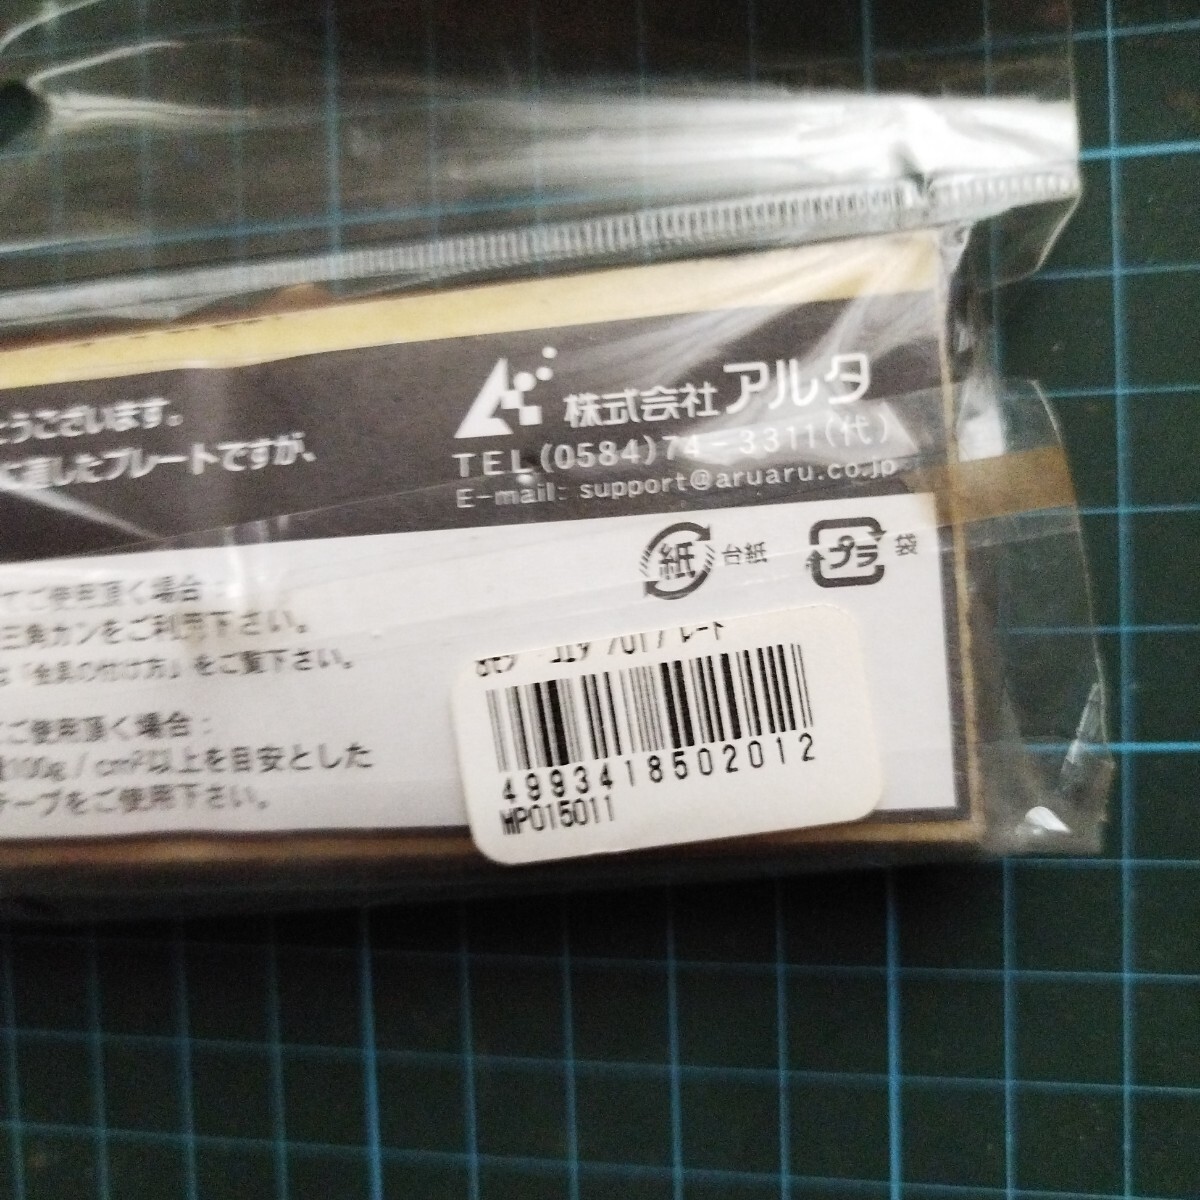 うございます。
したプレートですが、
株式会社アルタ
TEL(0584)74-3311(代)
E-mail: support@aruaru.co.jp
紙 台紙
プラ 袋
てご使用頂く場合：
三角カンをご利用下さい。
は「金具の付け方」をご覧下さい。
てご使用頂く場合：
100g / cm²以上を目安とした
テープをご使用下さい。
4993418502012
MP015011